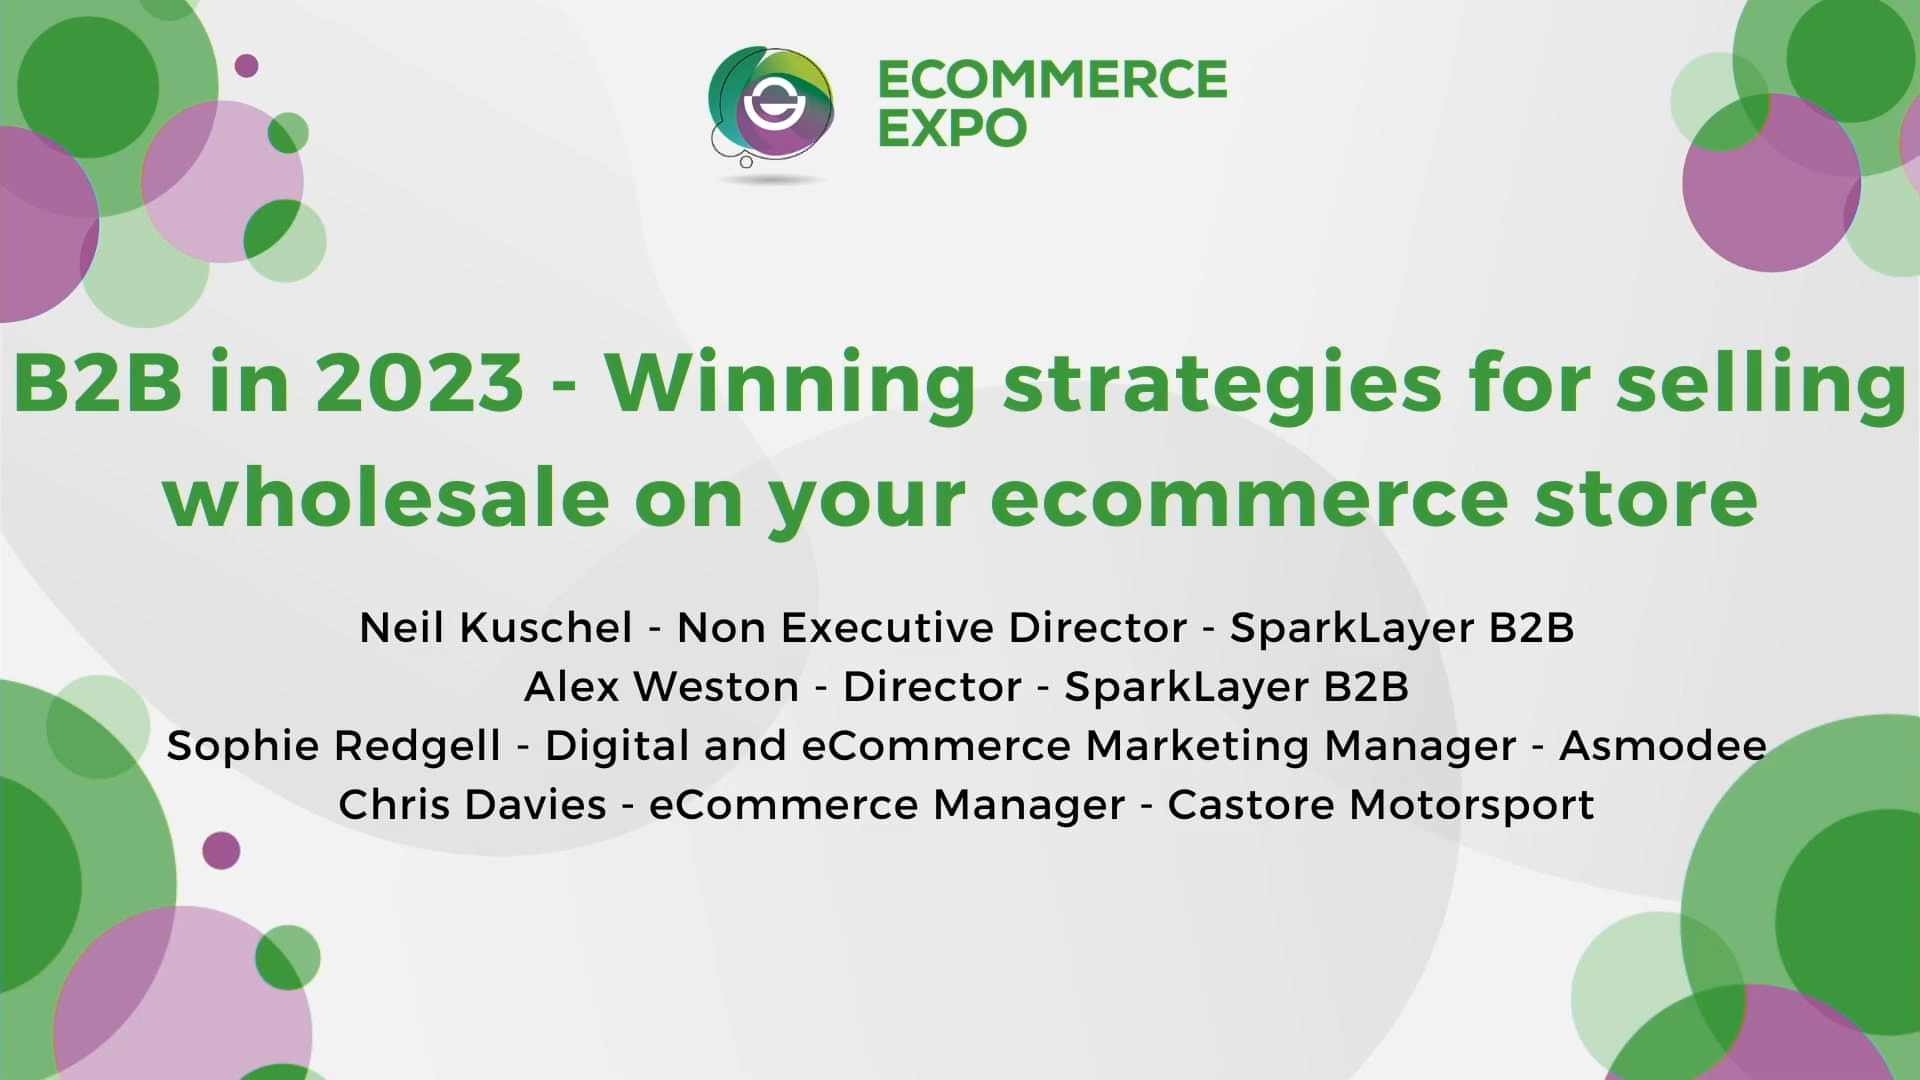 ECOMMERCE
EXPO
B2B in 2023 - Winning strategies for selling
wholesale on your ecommerce store
Neil Kuschel - Non Executive Director - SparkLayer B2B
Alex Weston - Director - SparkLayer B2B
Sophie Redgell - Digital and eCommerce Marketing Manager - Asmodee
Chris Davies - eCommerce Manager - Castore Motorsport